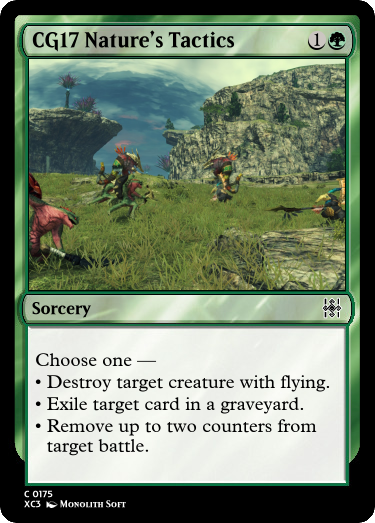 CG17 Nature's Tactics 1
Sorcery
Choose one —
• Destroy target creature with flying.
• Exile target card in a graveyard.
• Remove up to two counters from
target battle.
C 0175
XC3 Monolith Soft